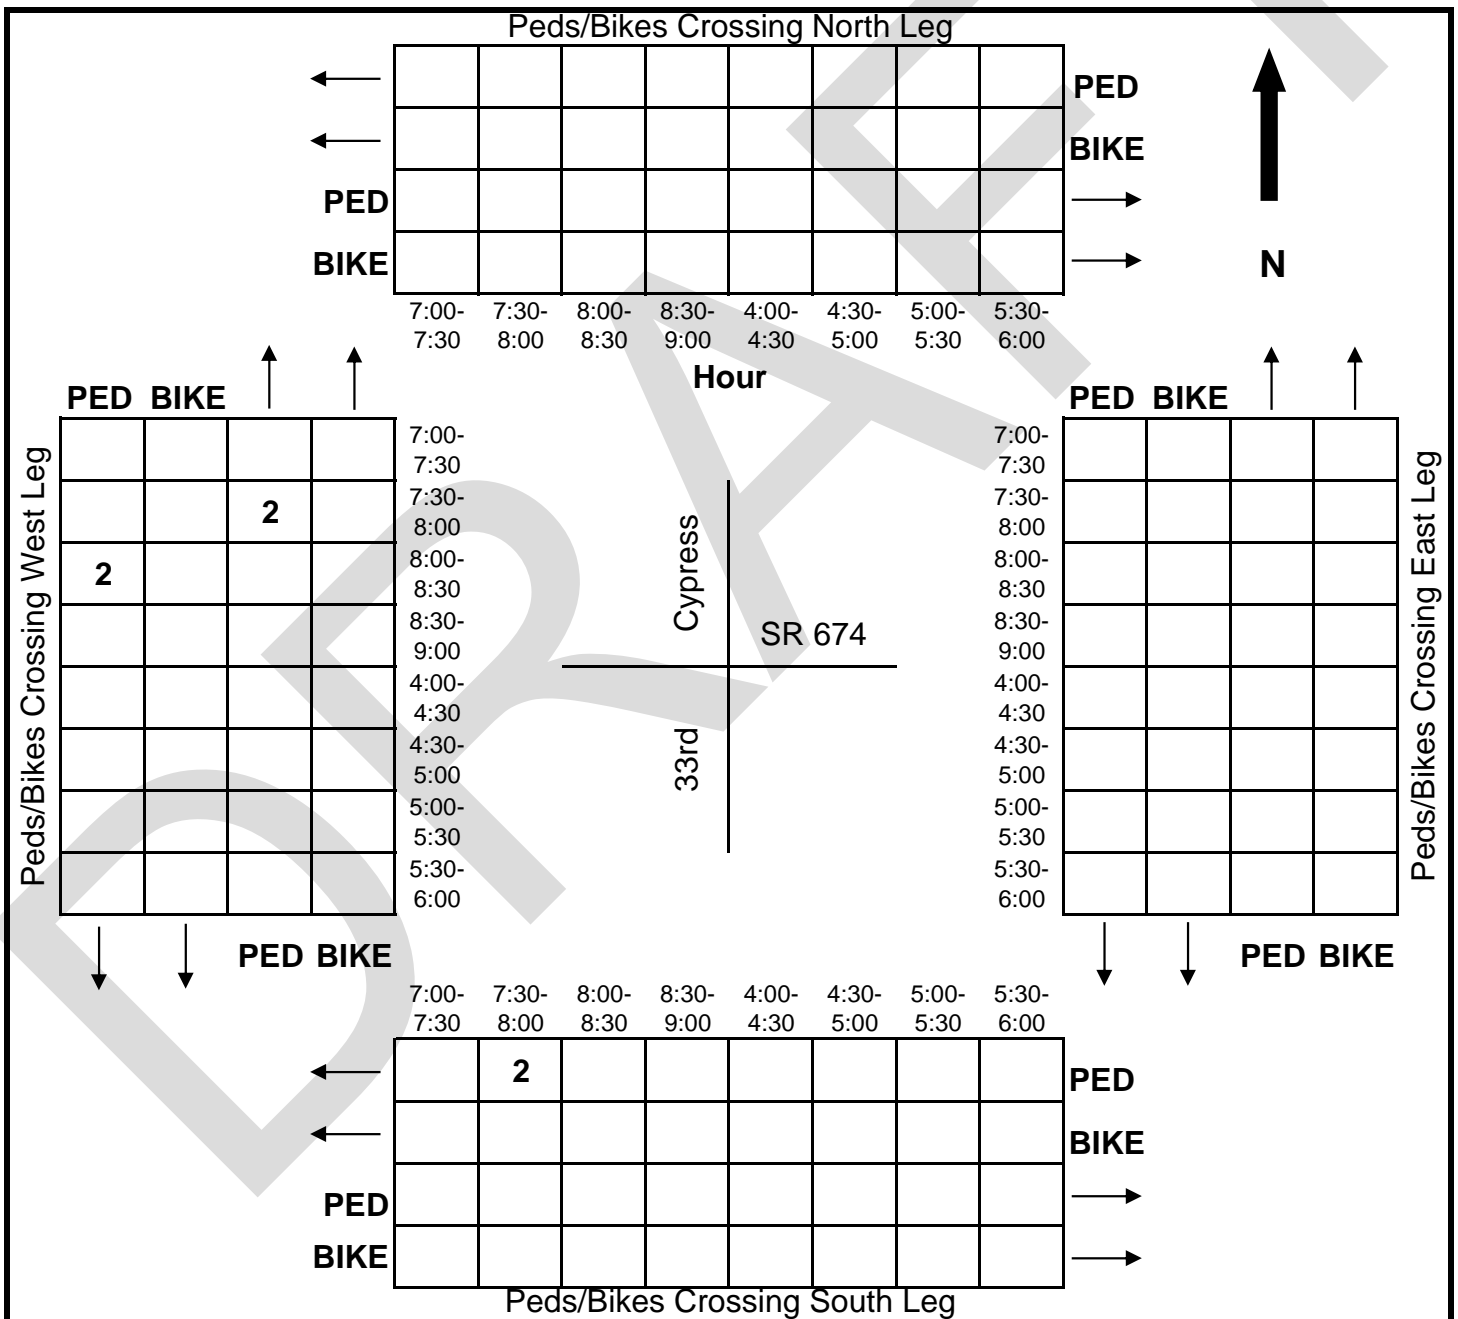 Peds/Bikes Crossing North Leg
PED
BIKE
PED
BIKE
N
7:00- 7:30- 8:00- 8:30- 4:00- 4:30- 5:00- 5:30-
7:30 8:00 8:30 9:00 4:30 5:00 5:30 6:00
Hour
PED BIKE
PED BIKE
Peds/Bikes Crossing West Leg
7:00-
7:30
7:30-
8:00
8:00-
8:30
8:30-
9:00
4:00-
4:30
4:30-
5:00
5:00-
5:30
5:30-
6:00
2
2
Cypress
SR 674
33rd
7:00-
7:30
7:30-
8:00
8:00-
8:30
8:30-
9:00
4:00-
4:30
4:30-
5:00
5:00-
5:30
5:30-
6:00
Peds/Bikes Crossing East Leg
PED BIKE
PED BIKE
7:00- 7:30- 8:00- 8:30- 4:00- 4:30- 5:00- 5:30-
7:30 8:00 8:30 9:00 4:30 5:00 5:30 6:00
2
PED
BIKE
PED
BIKE
Peds/Bikes Crossing South Leg
DRAFT